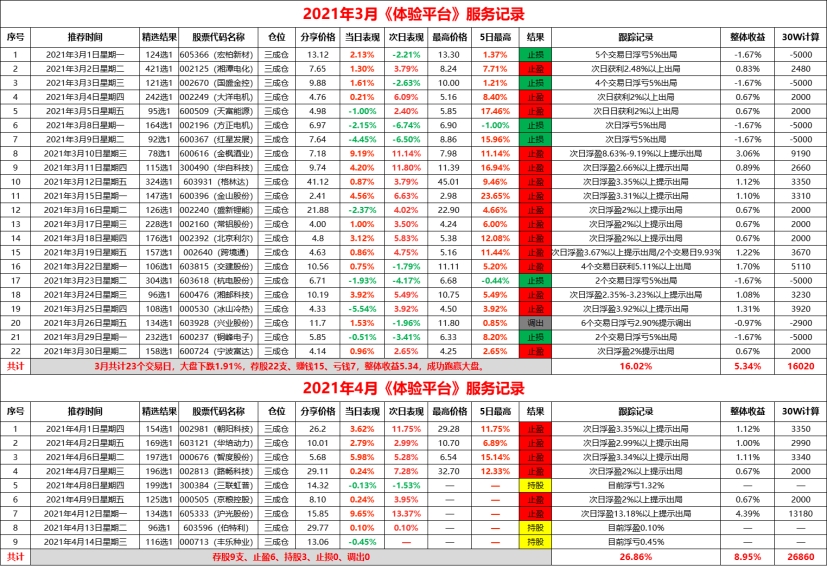 2021年3月《体验平台》服务记录
序号 推荐时间 精选结果 股票代码名称 仓位 分享价格 当日表现 次日表现 最高价格 5日最高 结果 跟踪记录 整体收益 30W计算
1 2021年3月1日星期一 124选1 605366 (宏柏新材) 三成仓 13.12 2.13% -2.21% 13.30 1.37% 止损 5个交易日浮亏5%出局 -1.67% -5000
2 2021年3月2日星期二 421选1 002125 (湘潭电化) 三成仓 7.65 1.30% 3.79% 8.24 7.71% 止盈 次日获利2.48%以上出局 0.83% 2480
3 2021年3月3日星期三 121选1 002670 (国盛金控) 三成仓 9.88 1.61% -2.63% 10.00 1.21% 止损 4个交易日浮亏5%出局 -1.67% -5000
4 2021年3月4日星期四 242选1 002249 (大洋电机) 三成仓 4.76 0.21% 6.09% 5.16 8.40% 止盈 次日获利2%以上出局 0.67% 2000
5 2021年3月5日星期五 95选1 600509 (天富能源) 三成仓 4.98 -1.00% 2.40% 5.85 17.46% 止盈 次日日获利2%以上出局 0.67% 2000
6 2021年3月8日星期一 164选1 002196 (方正电机) 三成仓 6.97 -2.15% -6.74% 6.90 -1.00% 止损 次日浮亏5%出局 -1.67% -5000
7 2021年3月9日星期二 92选1 600367 (红星发展) 三成仓 7.64 -4.45% -6.50% 8.86 15.96% 止损 次日浮亏5%出局 -1.67% -5000
8 2021年3月10日星期三 78选1 600616 (金枫酒业) 三成仓 7.18 9.19% 11.14% 7.98 11.14% 止盈 次日浮盈8.63%-9.19%以上提示出局 3.06% 9190
9 2021年3月11日星期四 115选1 300490 (华自科技) 三成仓 9.74 4.20% 11.80% 11.39 16.94% 止盈 次日浮盈2.66%以上提示出局 0.89% 2660
10 2021年3月12日星期五 324选1 603931 (格林达) 三成仓 41.12 0.87% 3.79% 45.01 9.46% 止盈 次日浮盈3.35%以上提示出局 1.12% 3350
11 2021年3月15日星期一 147选1 600396 (金山股份) 三成仓 2.41 4.56% 6.63% 2.98 23.65% 止盈 次日浮盈3.31%以上提示出局 1.10% 3310
12 2021年3月16日星期二 126选1 002240 (盛新锂能) 三成仓 21.88 -2.37% 4.02% 22.90 4.66% 止盈 次日浮盈2%以上提示出局 0.67% 2000
13 2021年3月17日星期三 228选1 002160 (常铝股份) 三成仓 4.00 1.00% 3.50% 4.24 6.00% 止盈 次日浮盈2%以上提示出局 0.67% 2000
14 2021年3月18日星期四 176选1 002392 (北京利尔) 三成仓 4.8 3.12% 5.83% 5.38 12.08% 止盈 次日浮盈2%以上提示出局 0.67% 2000
15 2021年3月19日星期五 157选1 002640 (跨境通) 三成仓 4.63 0.86% 4.75% 5.16 11.44% 止盈 次日浮盈3.67%以上提示出局/2个交易日9.93% 1.22% 3670
16 2021年3月22日星期一 106选1 603815 (交建股份) 三成仓 10.56 0.75 -1.79% 11.11 5.20% 止盈 4个交易日获利5.11%以上出局 1.70% 5110
17 2021年3月23日星期二 304选1 603618 (杭电股份) 三成仓 6.71 -1.93% -4.17% 6.68 -0.44% 止损 2个交易日浮亏5%出局 -1.67% -5000
18 2021年3月24日星期三 96选1 600476 (湘邮科技) 三成仓 10.19 3.92% 5.49% 10.75 5.49% 止盈 次日浮盈2.35%-3.23%以上提示出局 1.08% 3230
19 2021年3月25日星期四 108选1 000530 (冰山冷热) 三成仓 4.33 -5.54% 3.92% 4.50 3.92% 止盈 次日浮盈3.92%以上提示出局 1.31% 3920
20 2021年3月26日星期五 134选1 603928 (兴业股份) 三成仓 11.7 1.53% -1.96% 11.80 0.85% 调出 6个交易日浮亏2.90%提示调出 -0.97% -2900
21 2021年3月29日星期一 232选1 600237 (铜峰电子) 三成仓 5.85 -0.51% -3.41% 6.33 8.20% 止损 2个交易日浮亏5%出局 -1.67% -5000
22 2021年3月30日星期二 158选1 600724 (宁波富达) 三成仓 4.14 0.96% 2.65% 4.25 2.65% 止盈 次日浮盈2%提示出局 0.67% 2000
共计 3月共计23个交易日，大盘下跌1.91%，荐股22支、赚钱15、亏钱7，整体收益5.34，成功跑赢大盘。 16.02% 5.34% 16020
2021年4月《体验平台》服务记录
序号 推荐时间 精选结果 股票代码名称 仓位 分享价格 当日表现 次日表现 最高价格 5日最高 结果 跟踪记录 整体收益 30W计算
1 2021年4月1日星期四 154选1 002981 (朝阳科技) 三成仓 26.2 3.62% 11.75% 29.28 11.75% 止盈 次日浮盈3.35%以上提示出局 1.12% 3350
2 2021年4月2日星期五 169选1 603121 (华培动力) 三成仓 10.01 2.79% 2.99% 10.70 6.89% 止盈 次日浮盈2.99%以上提示出局 1.00% 2990
3 2021年4月6日星期二 197选1 000676 (智度股份) 三成仓 5.68 5.98% 5.28% 6.54 15.14% 止盈 次日浮盈3.34%以上提示出局 1.11% 3340
4 2021年4月7日星期三 196选1 002813 (路畅科技) 三成仓 29.11 0.24% 7.28% 32.70 12.33% 止盈 次日浮盈2%以上提示出局 0.67% 2000
5 2021年4月8日星期四 199选1 300384 (三联虹普) 三成仓 14.32 -0.13% -1.53% — — 持股 目前浮亏1.32% — —
6 2021年4月9日星期五 125选1 000505 (京粮控股) 三成仓 8.10 0.24% 3.95% — — 止盈 次日浮盈2%以上提示出局 0.67% 2000
7 2021年4月12日星期一 134选1 605333 (沪光股份) 三成仓 15.85 9.65% 13.37% — — 止盈 次日浮盈13.18%以上提示出局 4.39% 13180
8 2021年4月13日星期二 96选1 603596 (伯特利) 三成仓 29.77 0.10% 0.10% — — 持股 目前浮盈0.10% — —
9 2021年4月14日星期三 116选1 000713 (丰乐种业) 三成仓 13.06 -0.45% — — — 持股 目前浮亏0.45% — —
共计 荐股9支、止盈6、持股3、止损0、调出0 26.86% 8.95% 26860